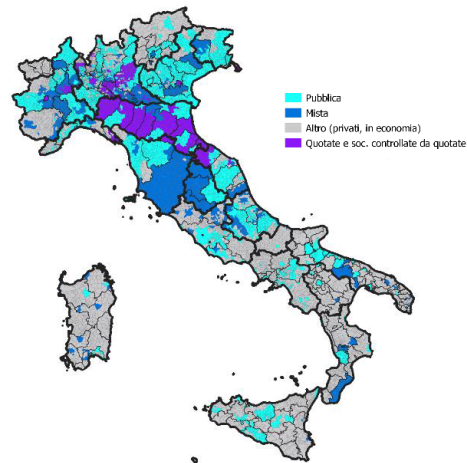 Pubblica
Mista
Altro (privati, in economia)
Quotate e soc. controllate da quotate